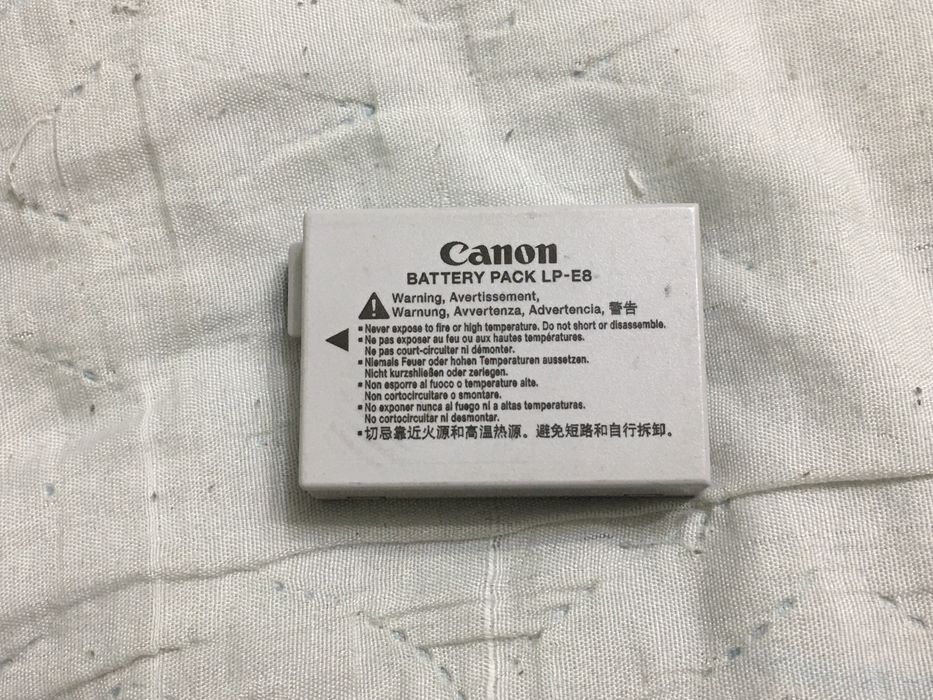 Canon
BATTERY PACK LP-E8
Warning, Avertissement,
Warnung, Avvertenza, Advertencia, 警告
▪ Never expose to fire or high temperature. Do not short or disassemble.
▪ Ne pas exposer au feu ou aux hautes températures.
Ne pas court-circuiter ni démonter.
▪ Niemals Feuer oder hohen Temperaturen aussetzen.
Nicht kurzshließen oder zerlegen.
▪ Non esporre al fuoco o temperature alte.
Non cortocircuitare o smontare.
▪ No exponer nunca al fuego ni a altas temperaturas.
No cortocircuitar ni desmontar.
▪ 切忌靠近火源和高温热源。避免短路和自行拆卸。